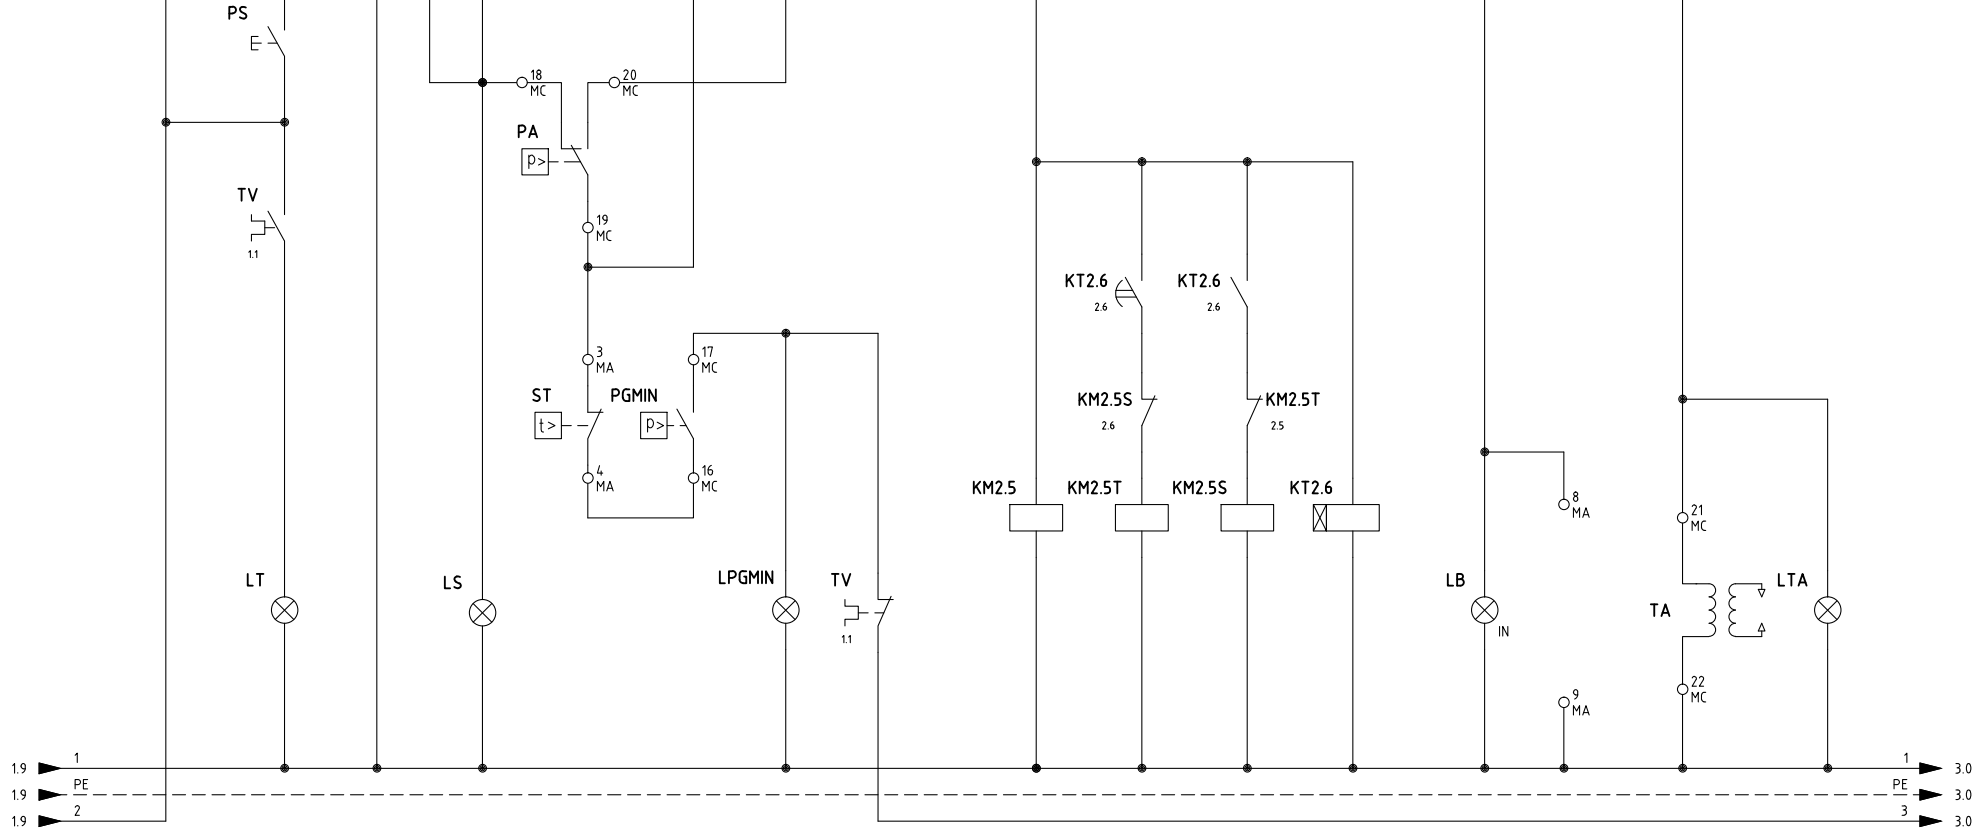 PS
E
18
MC
20
MC
PA
p>
TV
1.1
19
MC
KT2.6
2.6
KT2.6
2.6
3
MA
17
MC
ST
t>
PGMIN
p>
KM2.5S
2.6
KM2.5T
2.5
4
MA
16
MC
KM2.5
KM2.5T
KM2.5S
KT2.6
8
MA
21
MC
LT
LS
LPGMIN
TV
1.1
LB
IN
TA
LTA
9
MA
22
MC
1.9
1
1
3.0
1.9
PE
PE
3.0
1.9
2
3
3.0